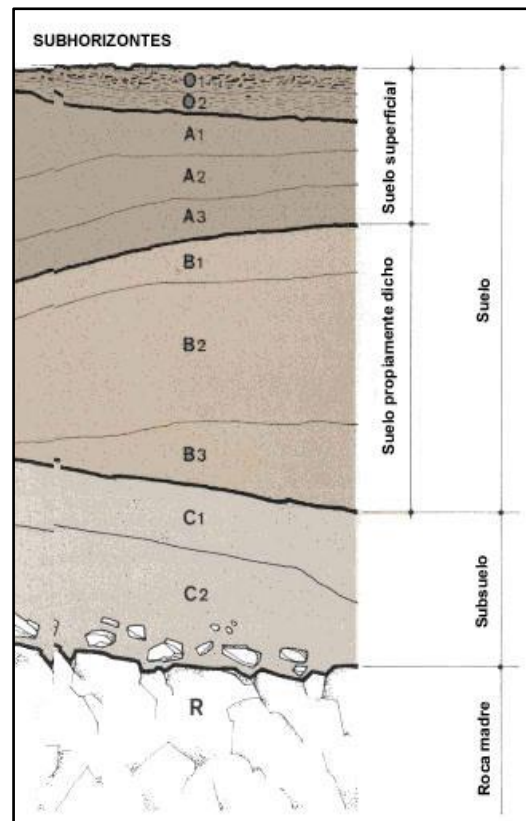 SUBHORIZONTES
O1
O2
A1
A2
A3
B1
B2
B3
C1
C2
R
Suelo superficial
Suelo propiamente dicho
Suelo
Subsuelo
Roca madre